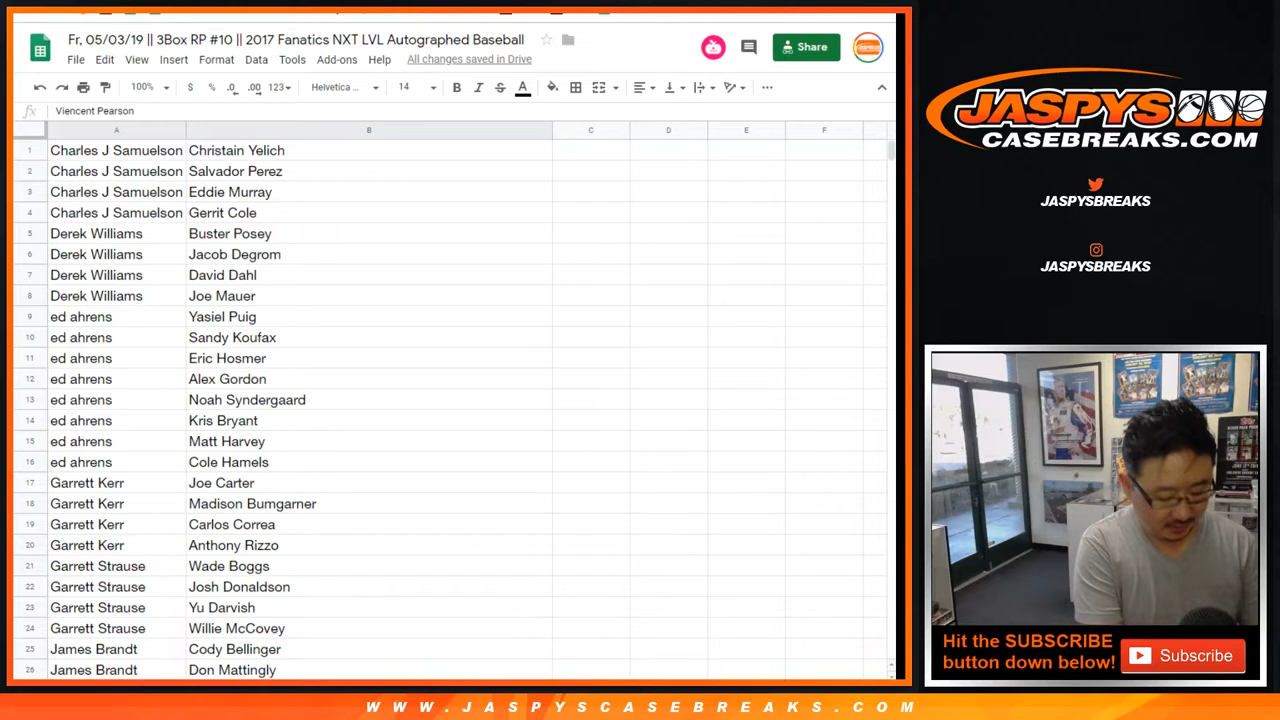 Fr, 05/03/19 || 3Box RP #10 || 2017 Fanatics NXT LVL Autographed Baseball
Share
File Edit View Insert Format Data Tools Add-ons Help All changes saved in Drive
100% $ % .0 .00 123 Helvetica ... 14 B I S A
fx Viencent Pearson
A B C D E F
1 Charles J Samuelson Christain Yelich
2 Charles J Samuelson Salvador Perez
3 Charles J Samuelson Eddie Murray
4 Charles J Samuelson Gerrit Cole
5 Derek Williams Buster Posey
6 Derek Williams Jacob Degrom
7 Derek Williams David Dahl
8 Derek Williams Joe Mauer
9 ed ahrens Yasiel Puig
10 ed ahrens Sandy Koufax
11 ed ahrens Eric Hosmer
12 ed ahrens Alex Gordon
13 ed ahrens Noah Syndergaard
14 ed ahrens Kris Bryant
15 ed ahrens Matt Harvey
16 ed ahrens Cole Hamels
17 Garrett Kerr Joe Carter
18 Garrett Kerr Madison Bumgarner
19 Garrett Kerr Carlos Correa
20 Garrett Kerr Anthony Rizzo
21 Garrett Strause Wade Boggs
22 Garrett Strause Josh Donaldson
23 Garrett Strause Yu Darvish
24 Garrett Strause Willie McCovey
25 James Brandt Cody Bellinger
26 James Brandt Don Mattingly
JASPYS
CASEBREAKS.COM
JASPYSBREAKS
JASPYSBREAKS
Hit the SUBSCRIBE
button down below!
Subscribe
WWW.JASPYSCASEBREAKS.COM